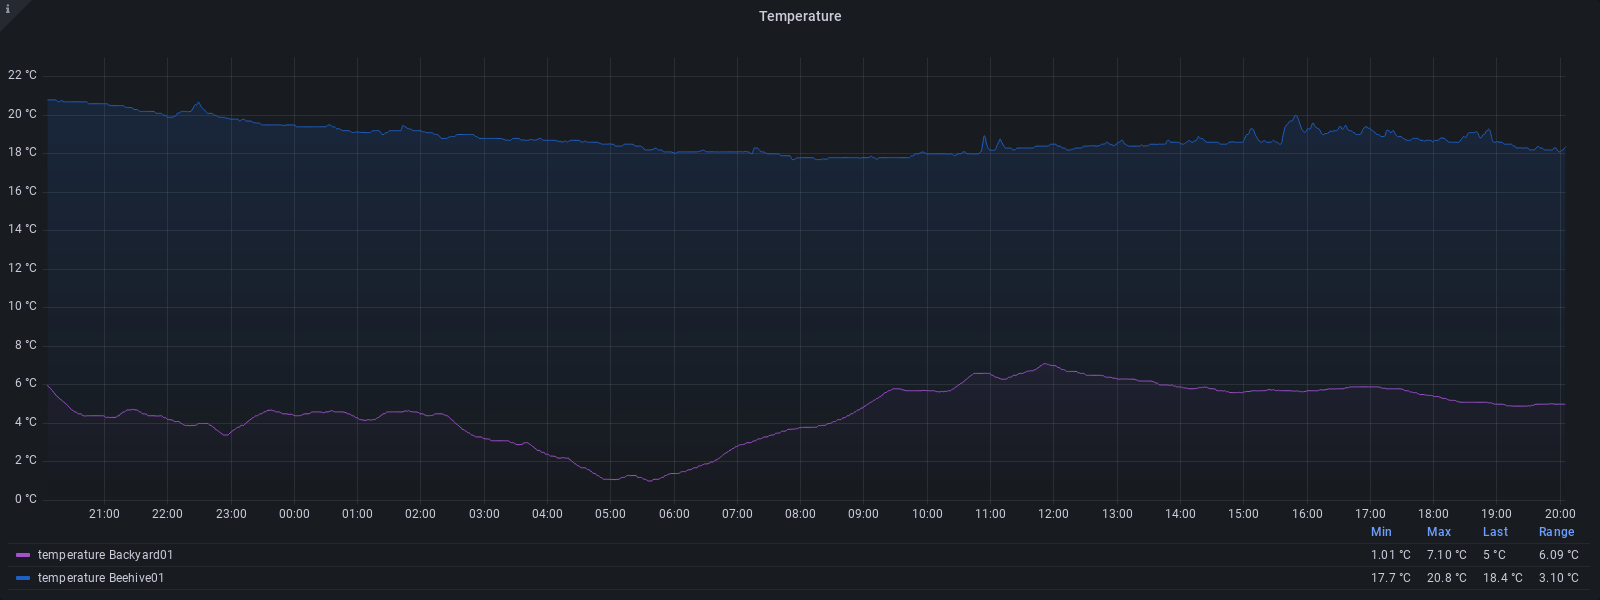 i
Temperature
22 °C
20 °C
18 °C
16 °C
14 °C
12 °C
10 °C
8 °C
6 °C
4 °C
2 °C
0 °C
21:00 22:00 23:00 00:00 01:00 02:00 03:00 04:00 05:00 06:00 07:00 08:00 09:00 10:00 11:00 12:00 13:00 14:00 15:00 16:00 17:00 18:00 19:00 20:00
Min Max Last Range
temperature Backyard01 1.01 °C 7.10 °C 5 °C 6.09 °C
temperature Beehive01 17.7 °C 20.8 °C 18.4 °C 3.10 °C